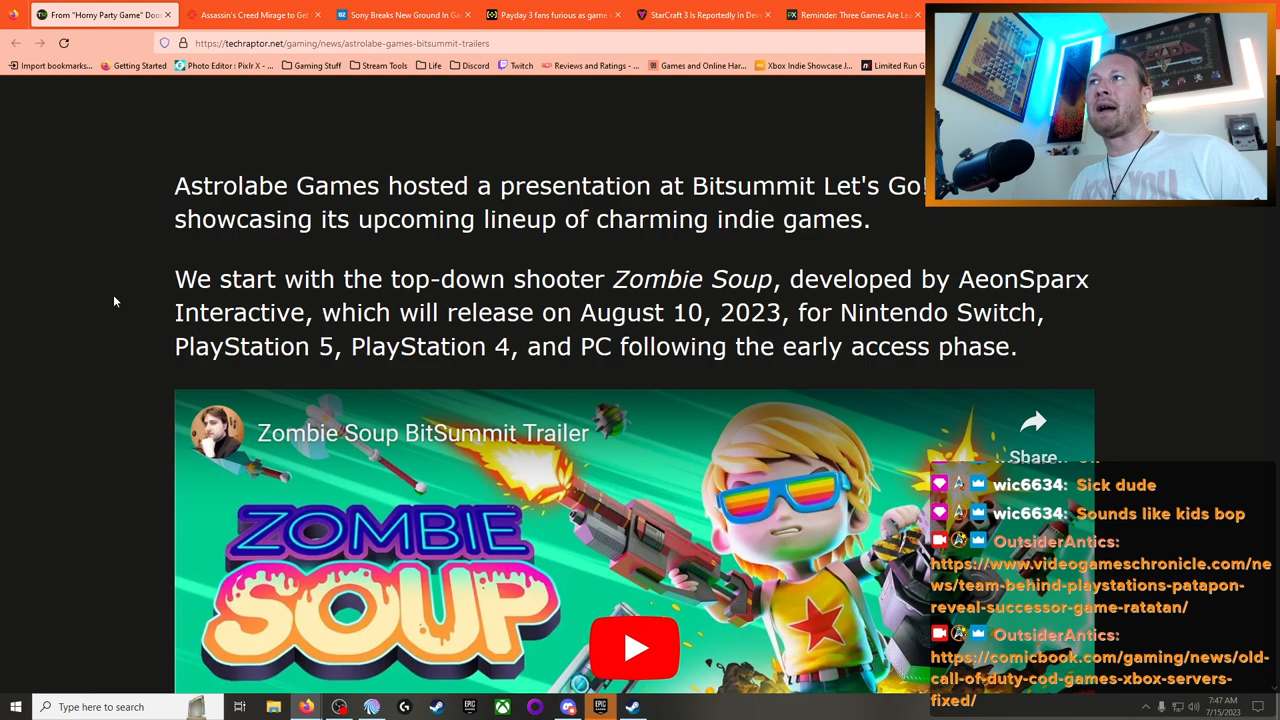 From "Horny Party Game" Doo
Assassin's Creed Mirage to Get
Sony Breaks New Ground In Ga
Payday 3 fans furious as game
StarCraft 3 Is Reportedly In Dev
Reminder: Three Games Are Lea
https://techraptor.net/gaming/news/astrolabe-games-bitsummit-trailers
Import bookmarks...
Getting Started
Photo Editor : Pixlr X - ...
Gaming Stuff
Stream Tools
Life
Discord
Twitch
Reviews and Ratings - ...
Games and Online Har...
Xbox Indie Showcase J...
Limited Run G
Astrolabe Games hosted a presentation at Bitsummit Let's Go!
showcasing its upcoming lineup of charming indie games.
We start with the top-down shooter Zombie Soup, developed by AeonSparx
Interactive, which will release on August 10, 2023, for Nintendo Switch,
PlayStation 5, PlayStation 4, and PC following the early access phase.
Zombie Soup BitSummit Trailer
Share
ZOMBIE
SOUP
wic6634: Sick dude
wic6634: Sounds like kids bop
OutsiderAntics:
https://www.videogameschronicle.com/ne
ws/team-behind-playstations-patapon-
reveal-successor-game-ratatan/
OutsiderAntics:
https://comicbook.com/gaming/news/old-
call-of-duty-cod-games-xbox-servers-
fixed/
Type here to search
7:47 AM
7/15/2023